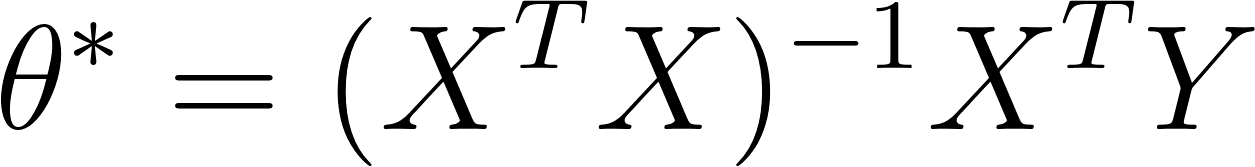 θ* = (X^T X)^{-1} X^T Y